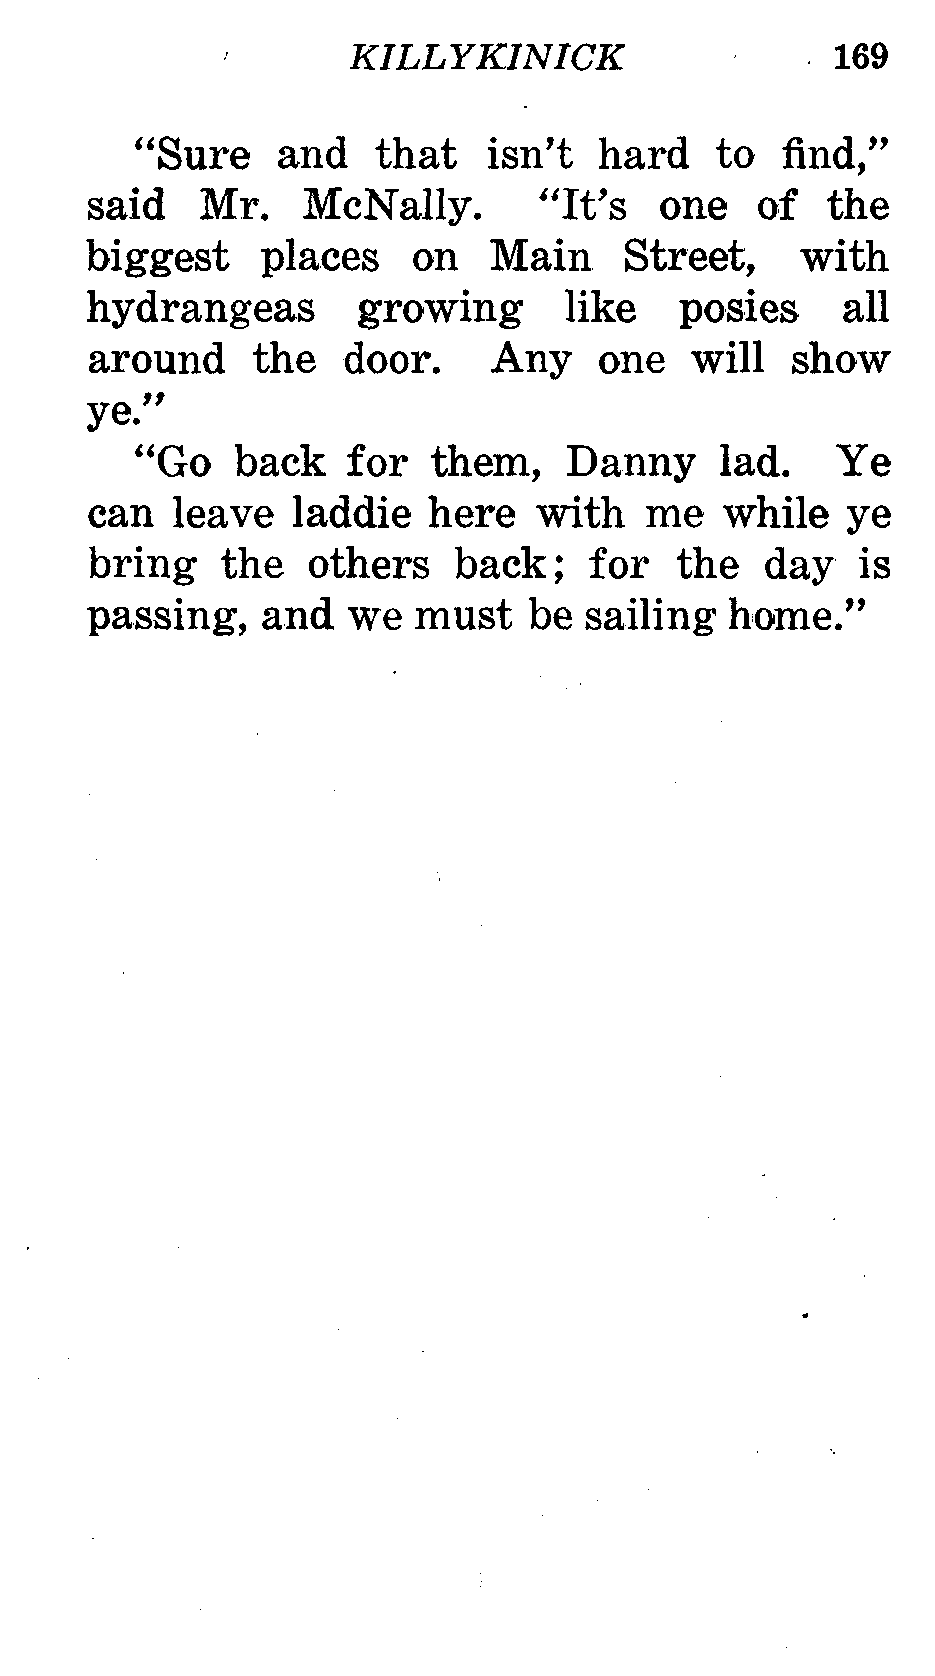 KILLYKINICK 169
“Sure and that isn’t hard to find,”
said Mr. McNally. “It’s one of the
biggest places on Main Street, with
hydrangeas growing like posies all
around the door. Any one will show
ye.”
“Go back for them, Danny lad. Ye
can leave laddie here with me while ye
bring the others back; for the day is
passing, and we must be sailing home.”